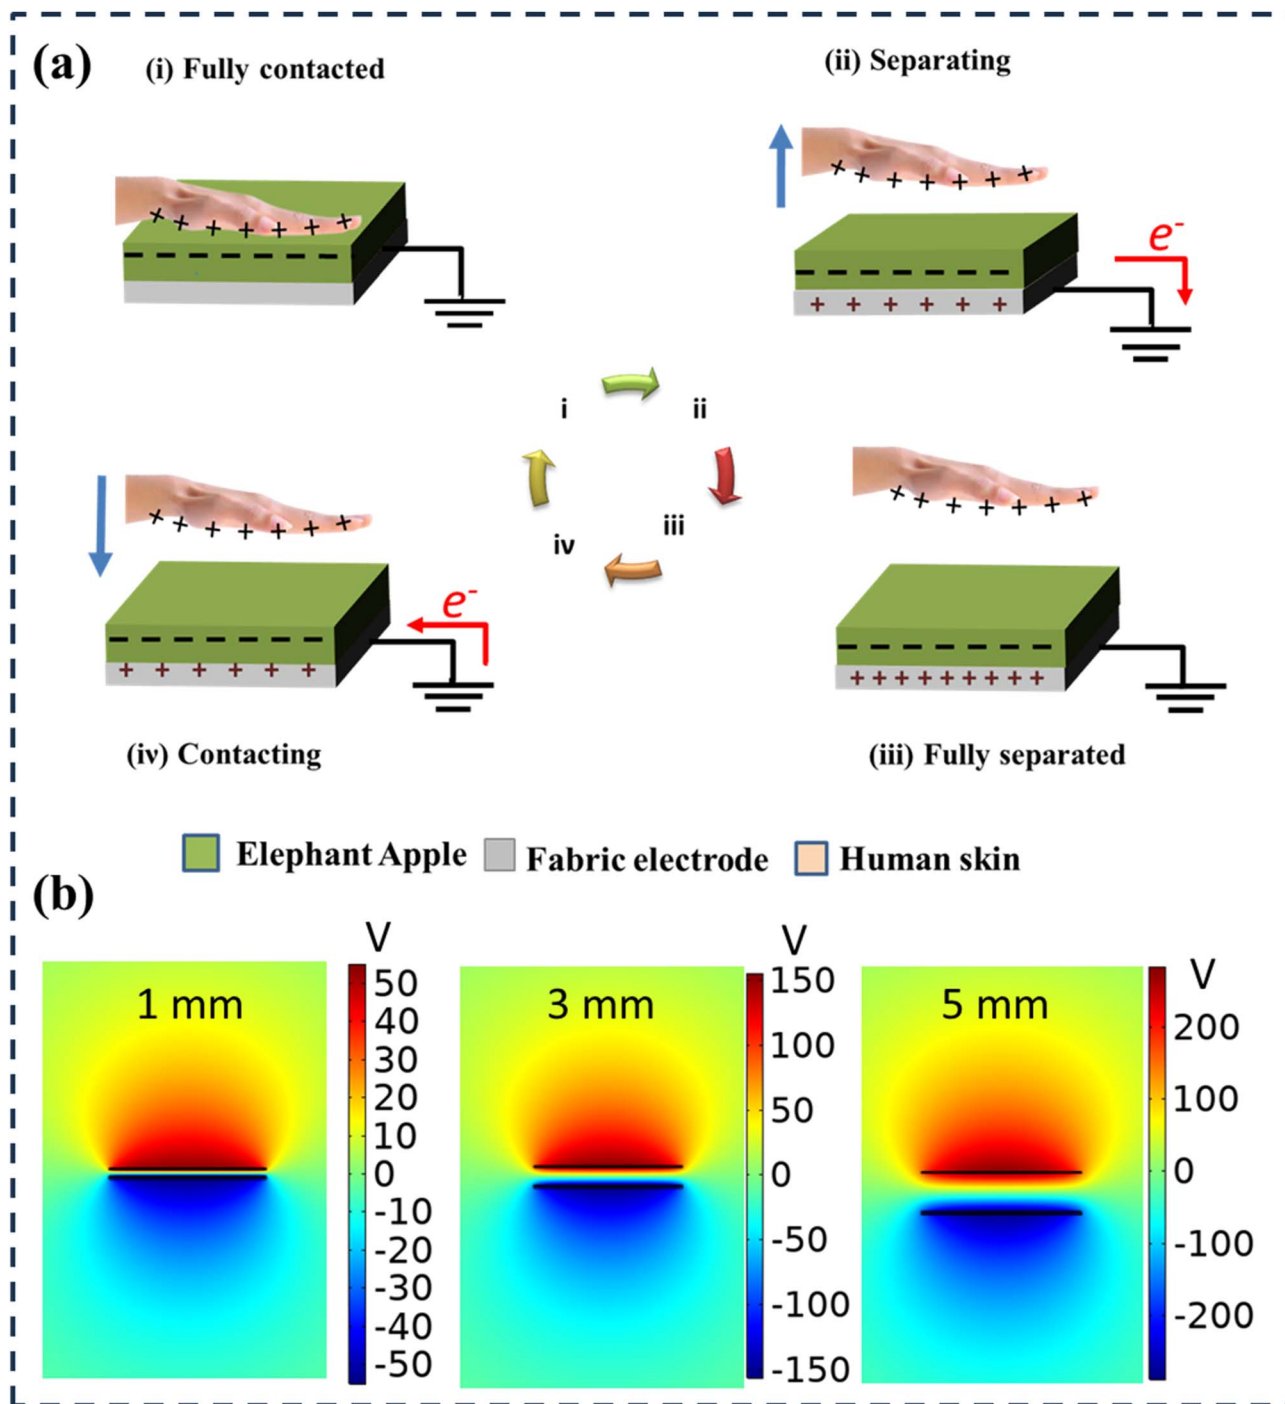 (a)
(i) Fully contacted
(ii) Separating
+ + + + + + +
+ + + + + + +
e-
- - - - - - -
- - - - - - -
+ + + + + +
i
ii
iv
iii
+ + + + + + +
+ + + + + + +
e-
- - - - - - -
- - - - - - -
+ + + + + +
+ + + + + + + + +
(iv) Contacting
(iii) Fully separated
Elephant Apple
Fabric electrode
Human skin
(b)
V
V
V
1 mm
3 mm
5 mm
50
40
30
20
10
0
-10
-20
-30
-40
-50
150
100
50
0
-50
-100
-150
200
100
0
-100
-200